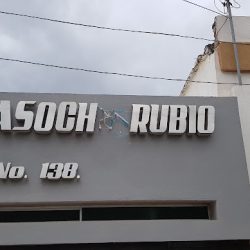 ASOCH RUBIO
No. 138.